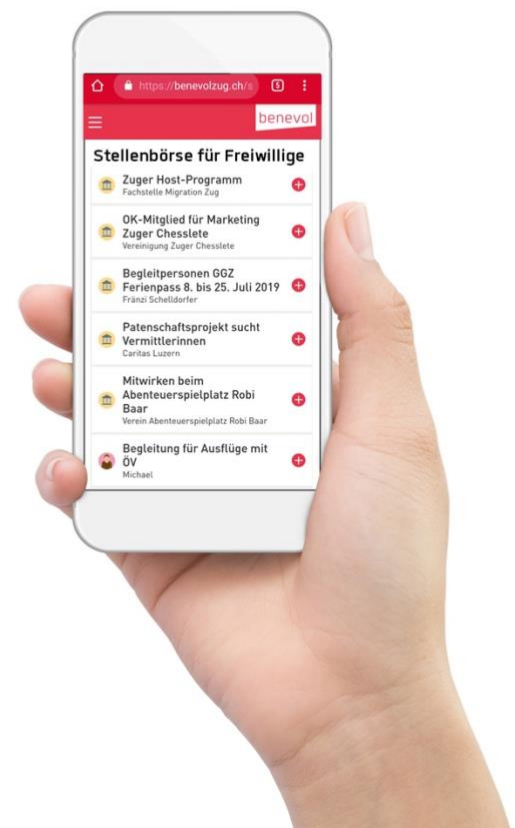 https://benevolzug.ch/s
5
benevol
Stellenbörse für Freiwillige
Zuger Host-Programm
Fachstelle Migration Zug
OK-Mitglied für Marketing
Zuger Chesslete
Vereinigung Zuger Chesslete
Begleitpersonen GGZ
Ferienpass 8. bis 25. Juli 2019
Fränzi Schelldorfer
Patenschaftsprojekt sucht
Vermittlerinnen
Caritas Luzern
Mitwirken beim
Abenteuerspielplatz Robi
Baar
Verein Abenteuerspielplatz Robi Baar
Begleitung für Ausflüge mit
ÖV
Michael